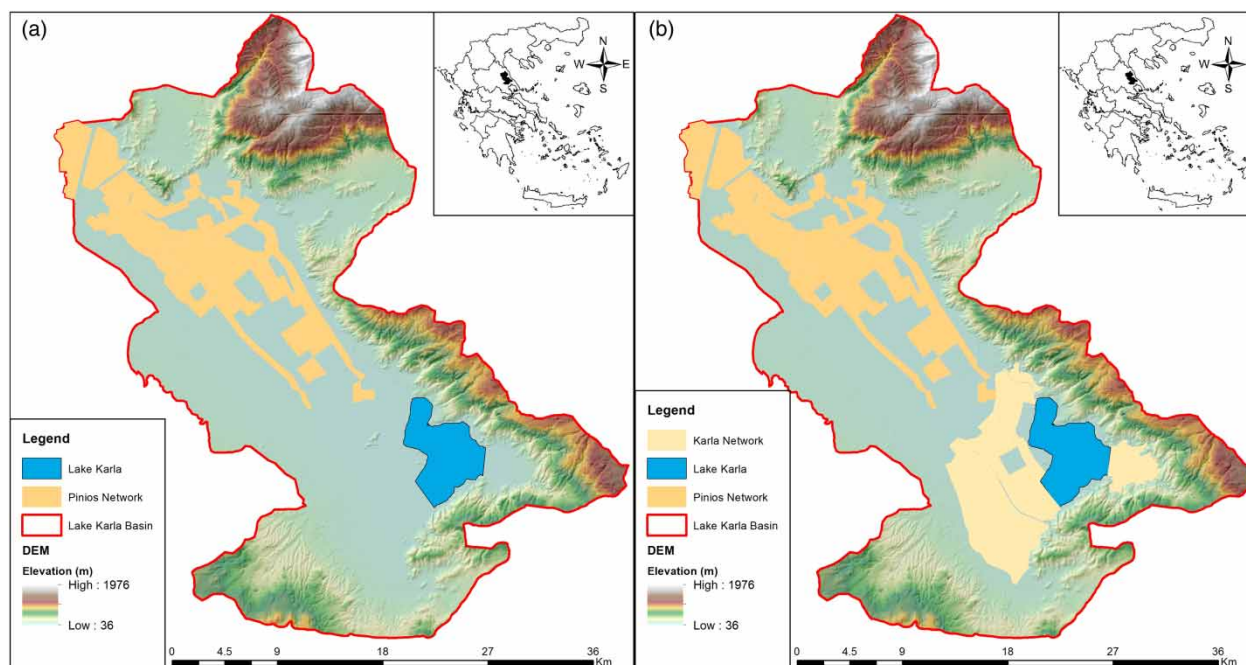 (a)
N
W E
S
Legend
Lake Karla
Pinios Network
Lake Karla Basin
DEM
Elevation (m)
High : 1976
Low : 36
0 4.5 9 18 27 36
Km
(b)
N
W E
S
Legend
Karla Network
Lake Karla
Pinios Network
Lake Karla Basin
DEM
Elevation (m)
High : 1976
Low : 36
0 4.5 9 18 27 36
Km